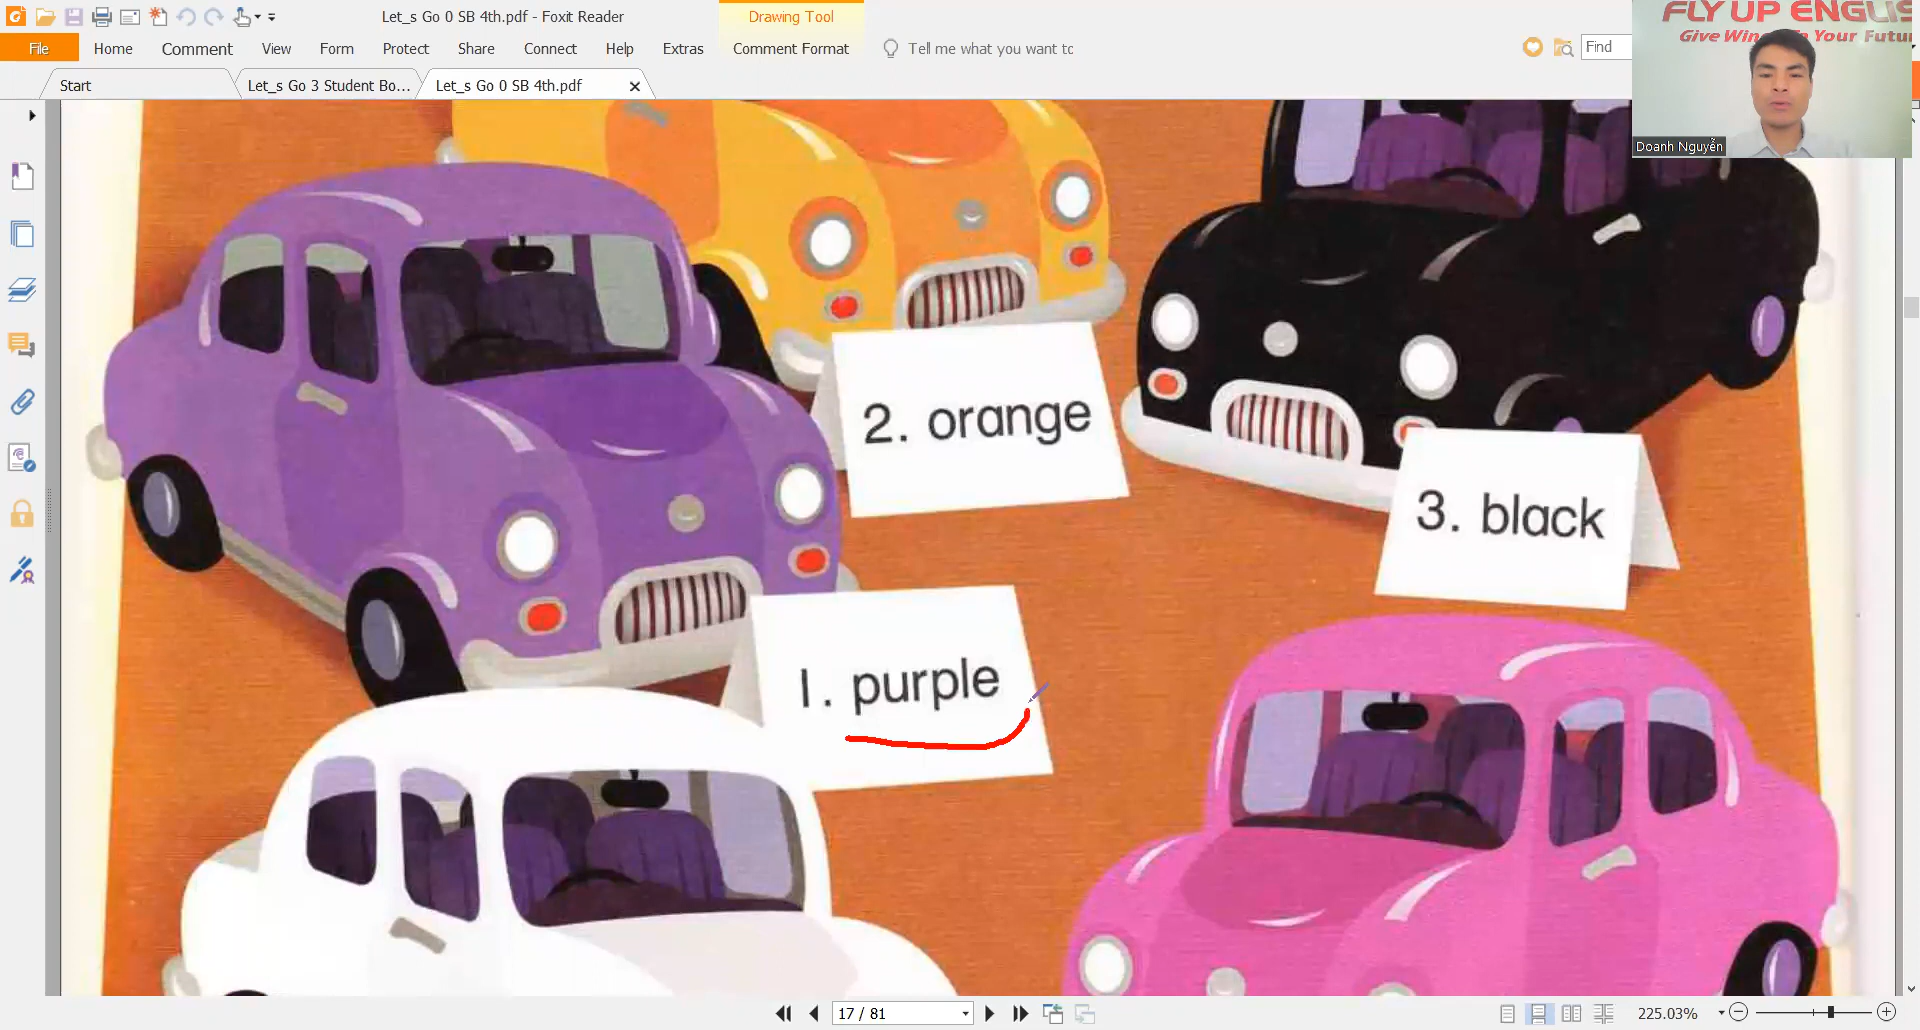 Let_s Go 0 SB 4th.pdf - Foxit Reader
Drawing Tool
File
Home
Comment
View
Form
Protect
Share
Connect
Help
Extras
Comment Format
Tell me what you want to
Find
FLY UP ENGLIS
Give Win To Your Futu
Doanh Nguyễn
Start
Let_s Go 3 Student Bo...
Let_s Go 0 SB 4th.pdf
2. orange
3. black
1. purple
17 / 81
225.03%